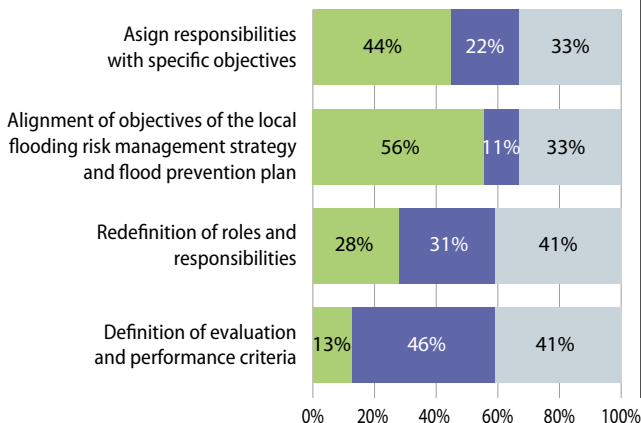 Asign responsibilities
with specific objectives
44% 22% 33%
Alignment of objectives of the local
flooding risk management strategy
and flood prevention plan
56% 11% 33%
Redefinition of roles and
responsibilities
28% 31% 41%
Definition of evaluation
and performance criteria
13% 46% 41%
0% 20% 40% 60% 80% 100%